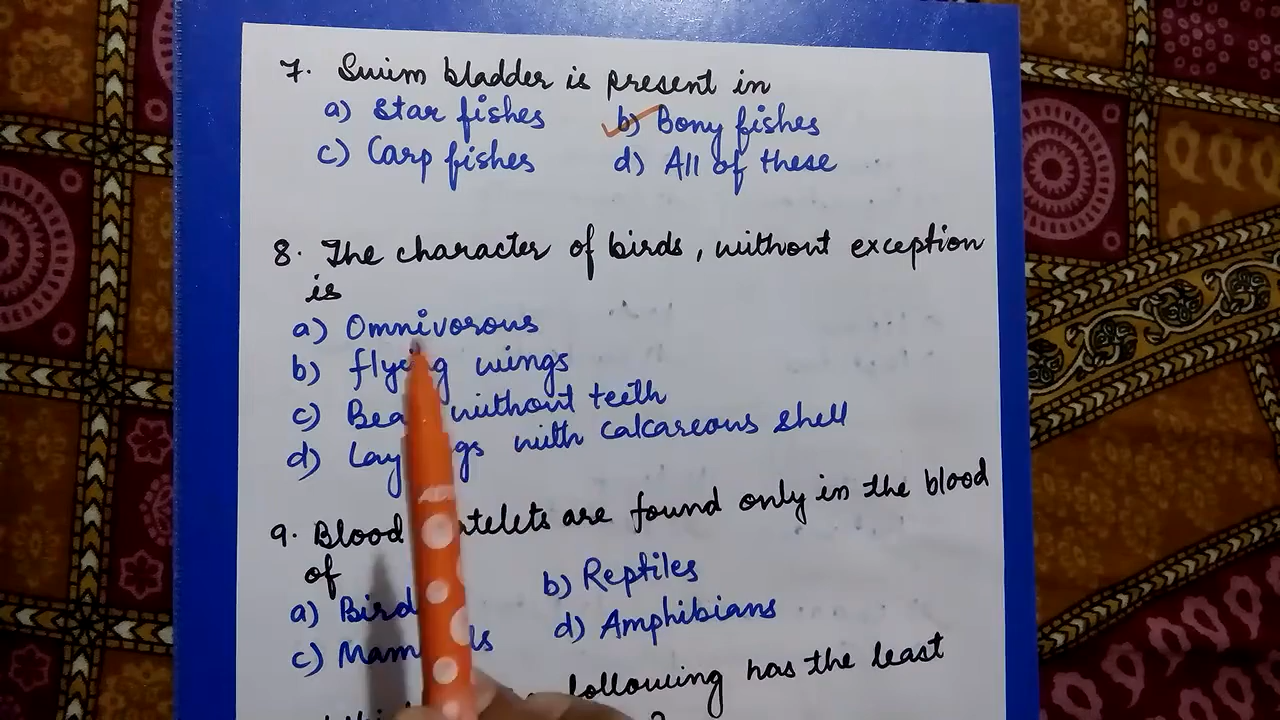 7. Swim bladder is present in
a) Star fishes b) Bony fishes
c) Carp fishes d) All of these
8. The character of birds, without exception
is
a) Omnivorous
b) flying wings
c) without teeth
d) with calcareous shell
9. Blood are found only in the blood
of
a) b) Reptiles
c) d) Amphibians
following has the least